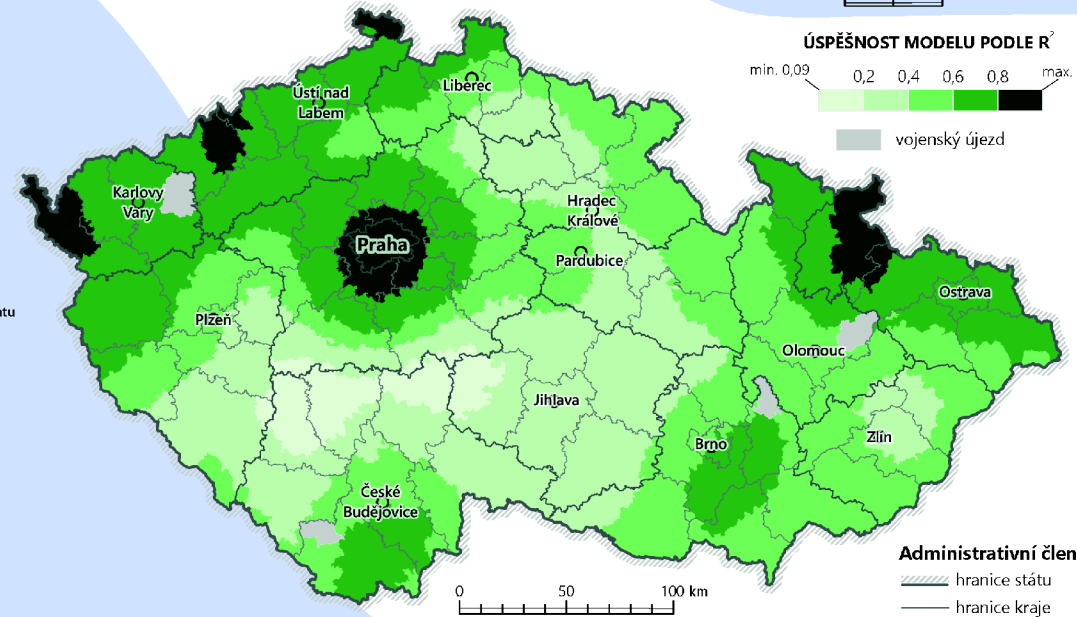 ÚSPĚŠNOST MODELU PODLE R²
min. 0,09
0,2
0,4
0,6
0,8
max.
vojenský újezd
Liberec
Ústí nad
Labem
Karlovy
Vary
Hradec
Králové
Praha
Pardubice
Ostrava
Plzeň
Olomouc
Jihlava
Brno
Zlín
České
Budějovice
Administrativní člen
hranice státu
hranice kraje
0 50 100 km